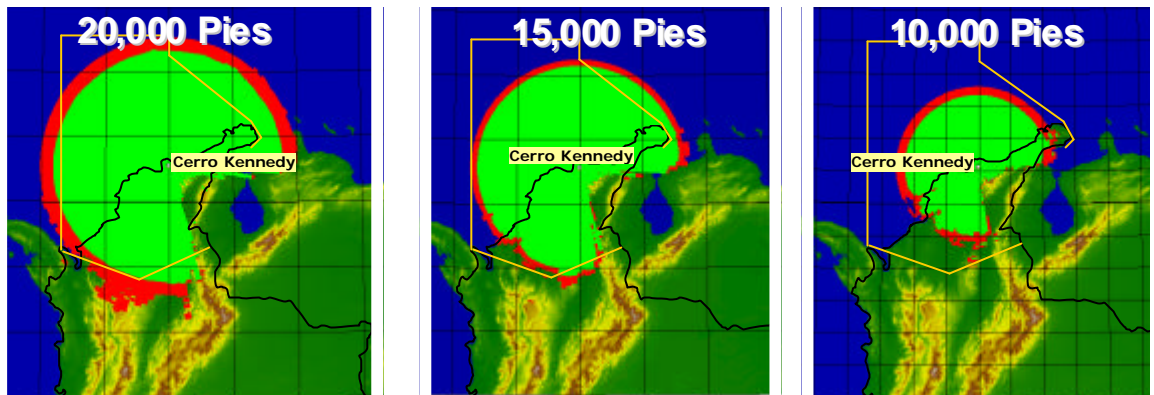 20,000 Pies
15,000 Pies
10,000 Pies
Cerro Kennedy
Cerro Kennedy
Cerro Kennedy